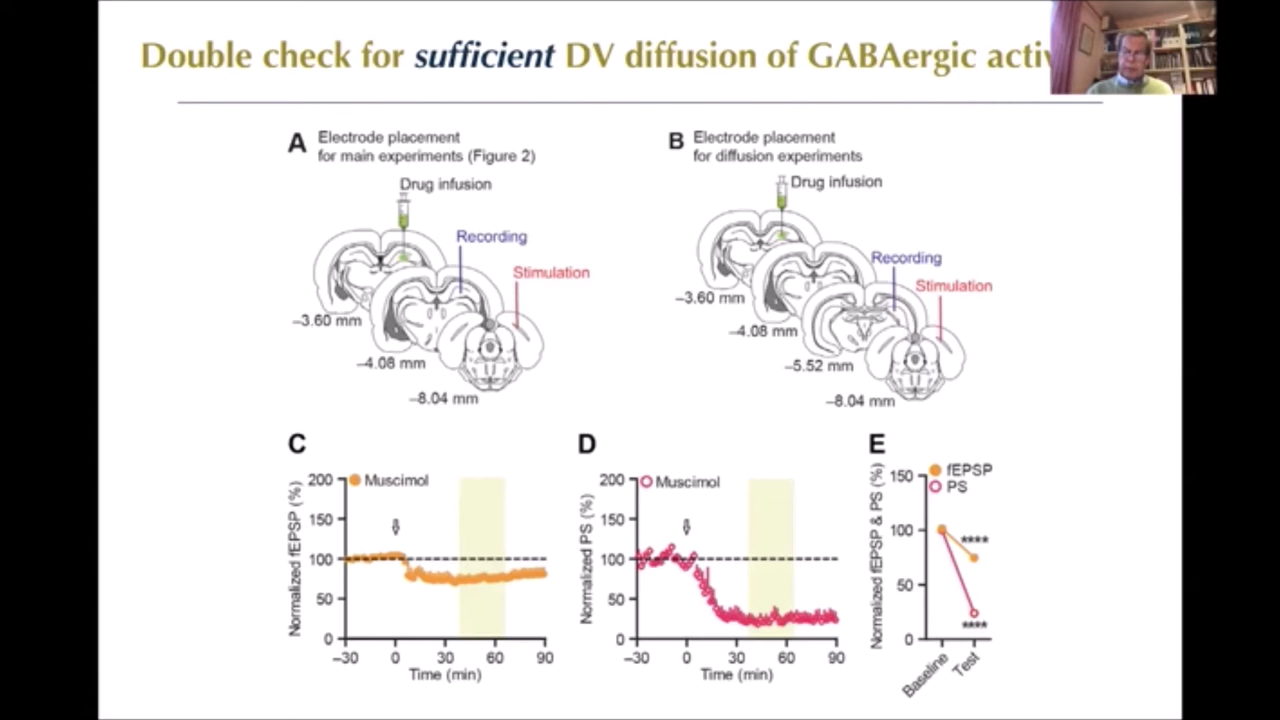 Double check for sufficient DV diffusion of GABAergic
A Electrode placement
for main experiments (Figure 2)
Drug infusion
Recording
Stimulation
–3.60 mm
–4.08 mm
–8.04 mm
B Electrode placement
for diffusion experiments
Drug infusion
Recording
Stimulation
–3.60 mm
–4.08 mm
–5.52 mm
–8.04 mm
C
Normalized fEPSP (%)
200
150
100
50
0
Muscimol
–30 0 30 60 90
Time (min)
D
Normalized PS (%)
200
150
100
50
0
Muscimol
–30 0 30 60 90
Time (min)
E
Normalized fEPSP & PS (%)
150
100
50
0
fEPSP
PS
****
****
Baseline
Test